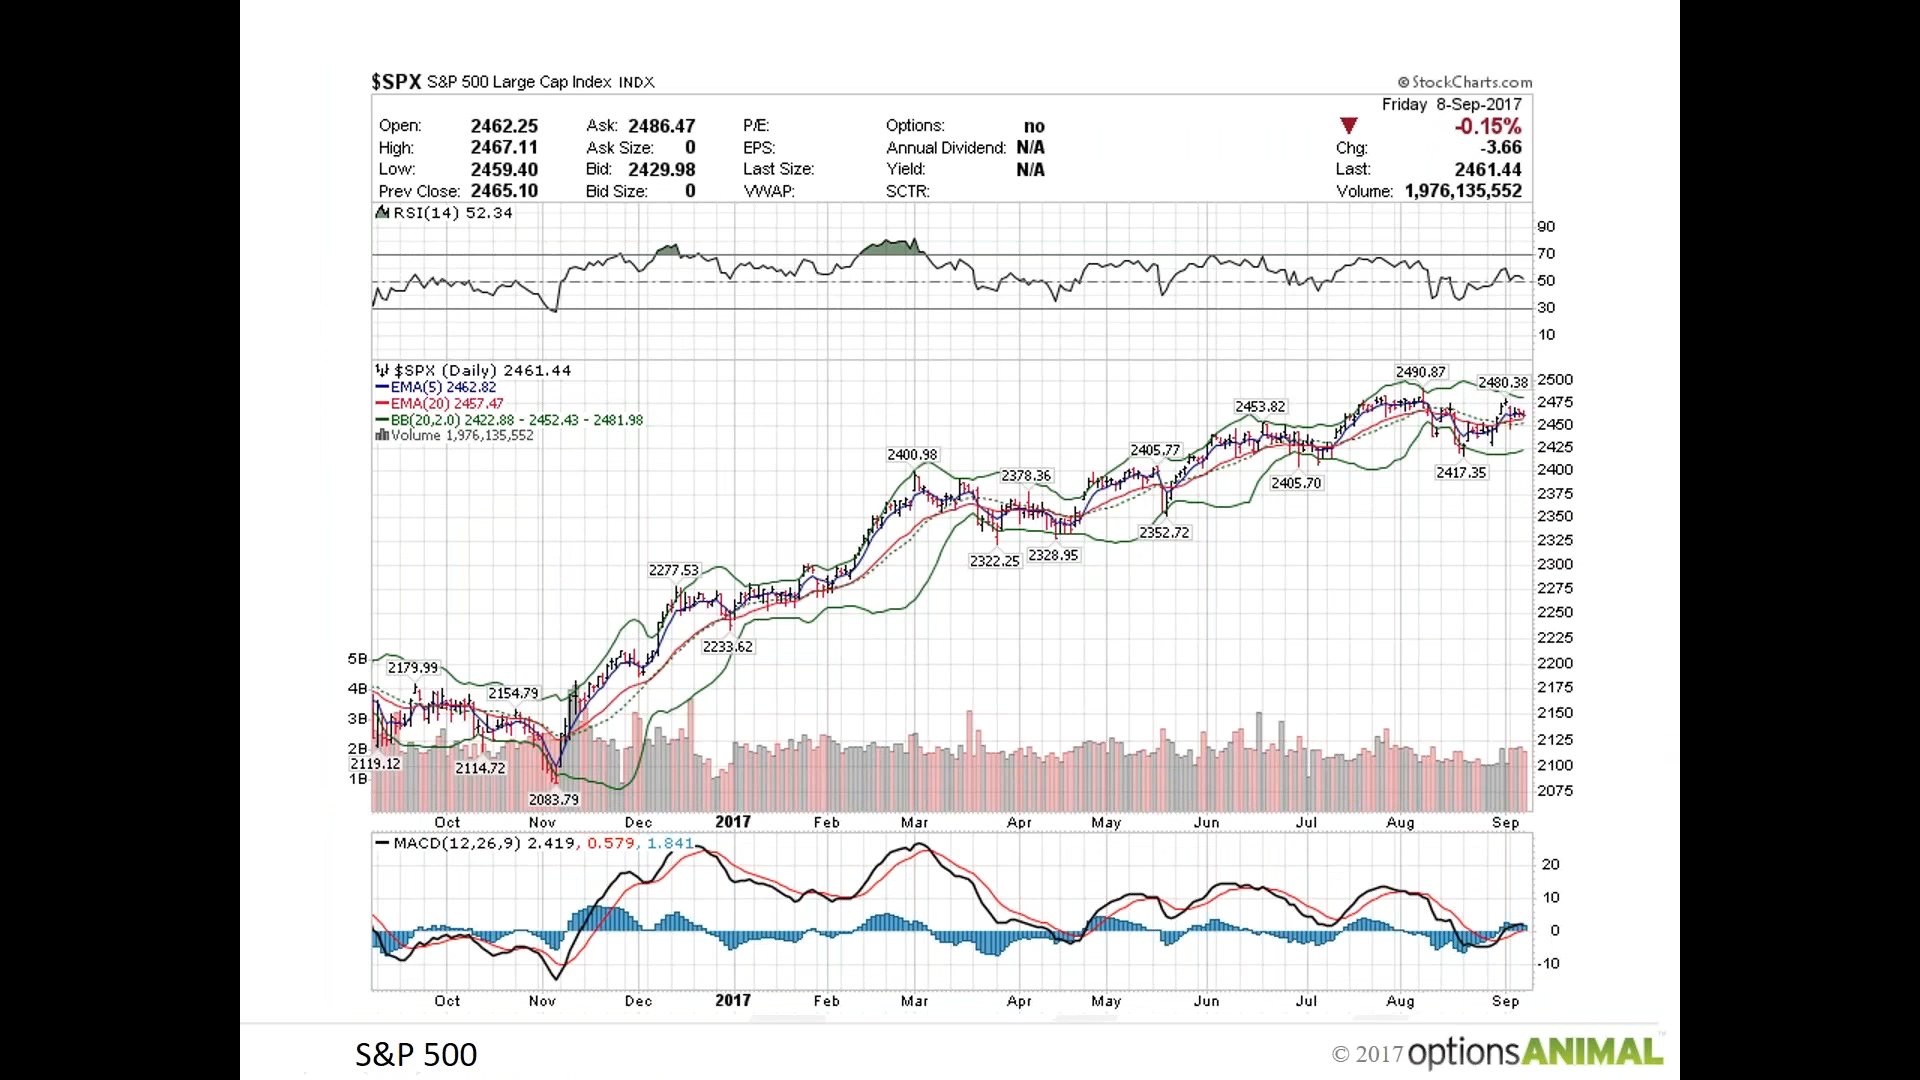 $SPX S&P 500 Large Cap Index INDX
© StockCharts.com
Friday 8-Sep-2017
Open: 2462.25 Ask: 2486.47 P/E: Options: no -0.15%
High: 2467.11 Ask Size: 0 EPS: Annual Dividend: N/A Chg: -3.66
Low: 2459.40 Bid: 2429.98 Last Size: Yield: N/A Last: 2461.44
Prev Close: 2465.10 Bid Size: 0 VWAP: SCTR: Volume: 1,976,135,552
RSI(14) 52.34
90
70
50
30
10
$SPX (Daily) 2461.44
EMA(5) 2462.82
EMA(20) 2457.47
BB(20,2.0) 2422.88 - 2452.43 - 2481.98
Volume 1,976,135,552
2490.87
2480.38
2453.82
2400.98
2405.77
2378.36
2405.70
2417.35
2352.72
2322.25
2328.95
2277.53
2233.62
2179.99
2154.79
2119.12
2114.72
2083.79
2500
2475
2450
2425
2400
2375
2350
2325
2300
2275
2250
2225
2200
2175
2150
2125
2100
2075
5B
4B
3B
2B
1B
Oct Nov Dec 2017 Feb Mar Apr May Jun Jul Aug Sep
MACD(12,26,9) 2.419, 0.579, 1.841
20
10
0
-10
Oct Nov Dec 2017 Feb Mar Apr May Jun Jul Aug Sep
S&P 500
© 2017 optionsANIMAL